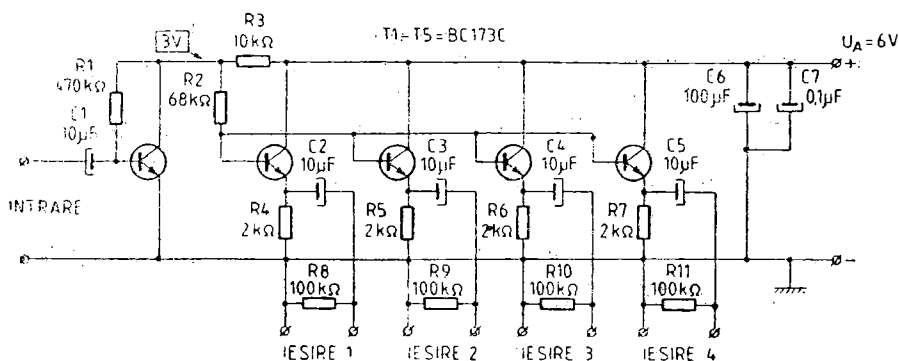 R3
10kΩ
T1-T5=BC173C
3V
UA=6V
+
R1
470kΩ
R2
68kΩ
C6
100µF
C7
0,1µF
C1
10µF
C2
10µF
C3
10µF
C4
10µF
C5
10µF
INTRARE
R4
2kΩ
R5
2kΩ
R6
2kΩ
R7
2kΩ
-
R8
100kΩ
R9
100kΩ
R10
100kΩ
R11
100kΩ
IESIRE 1
IESIRE 2
IESIRE 3
IESIRE 4